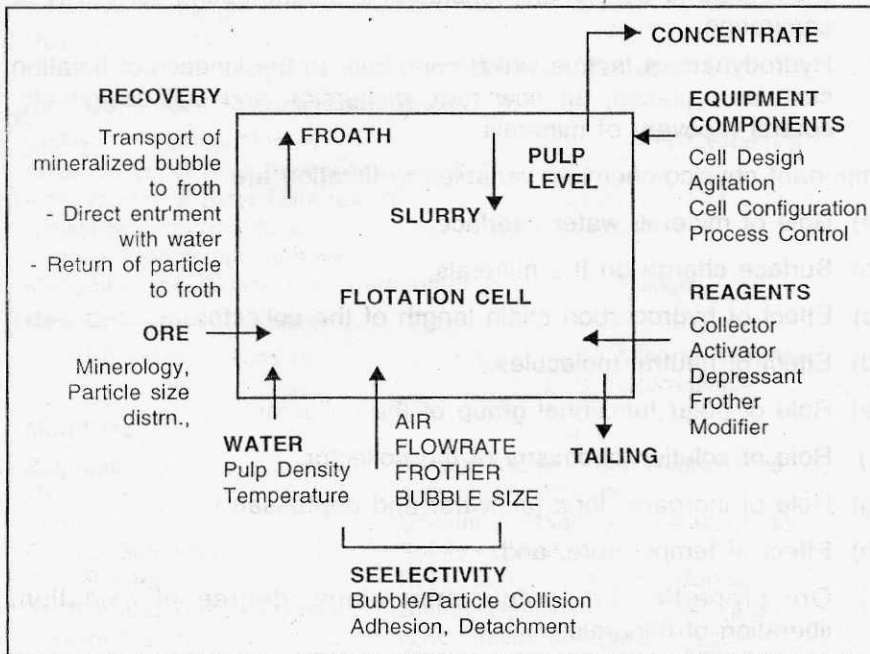 CONCENTRATE
RECOVERY
Transport of
mineralized bubble
to froth
- Direct entr'ment
with water
- Return of particle
to froth
FROATH
SLURRY
PULP
LEVEL
EQUIPMENT
COMPONENTS
Cell Design
Agitation
Cell Configuration
Process Control
FLOTATION CELL
ORE
Minerology,
Particle size
distrn.,
REAGENTS
Collector
Activator
Depressant
Frother
Modifier
WATER
Pulp Density
Temperature
AIR
FLOWRATE
FROTHER
BUBBLE SIZE
TAILING
SEELECTIVITY
Bubble/Particle Collision
Adhesion, Detachment